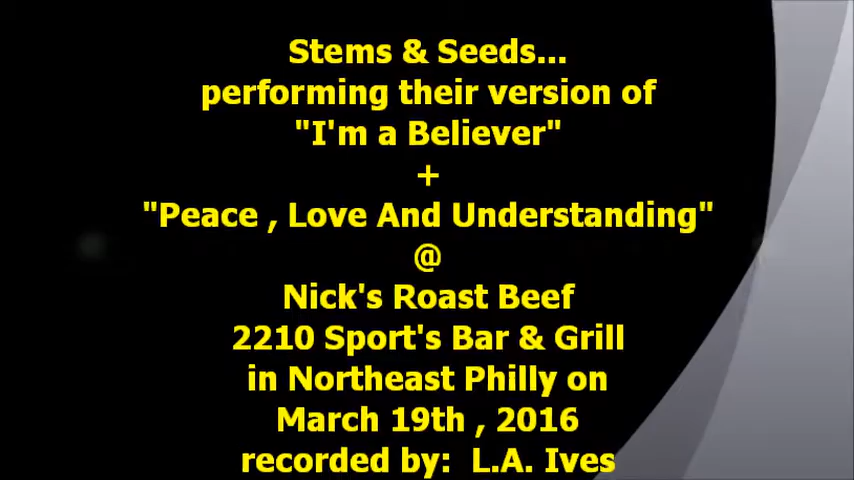 Stems & Seeds...
performing their version of
"I'm a Believer"
+
"Peace , Love And Understanding"
@
Nick's Roast Beef
2210 Sport's Bar & Grill
in Northeast Philly on
March 19th , 2016
recorded by:  L.A. Ives